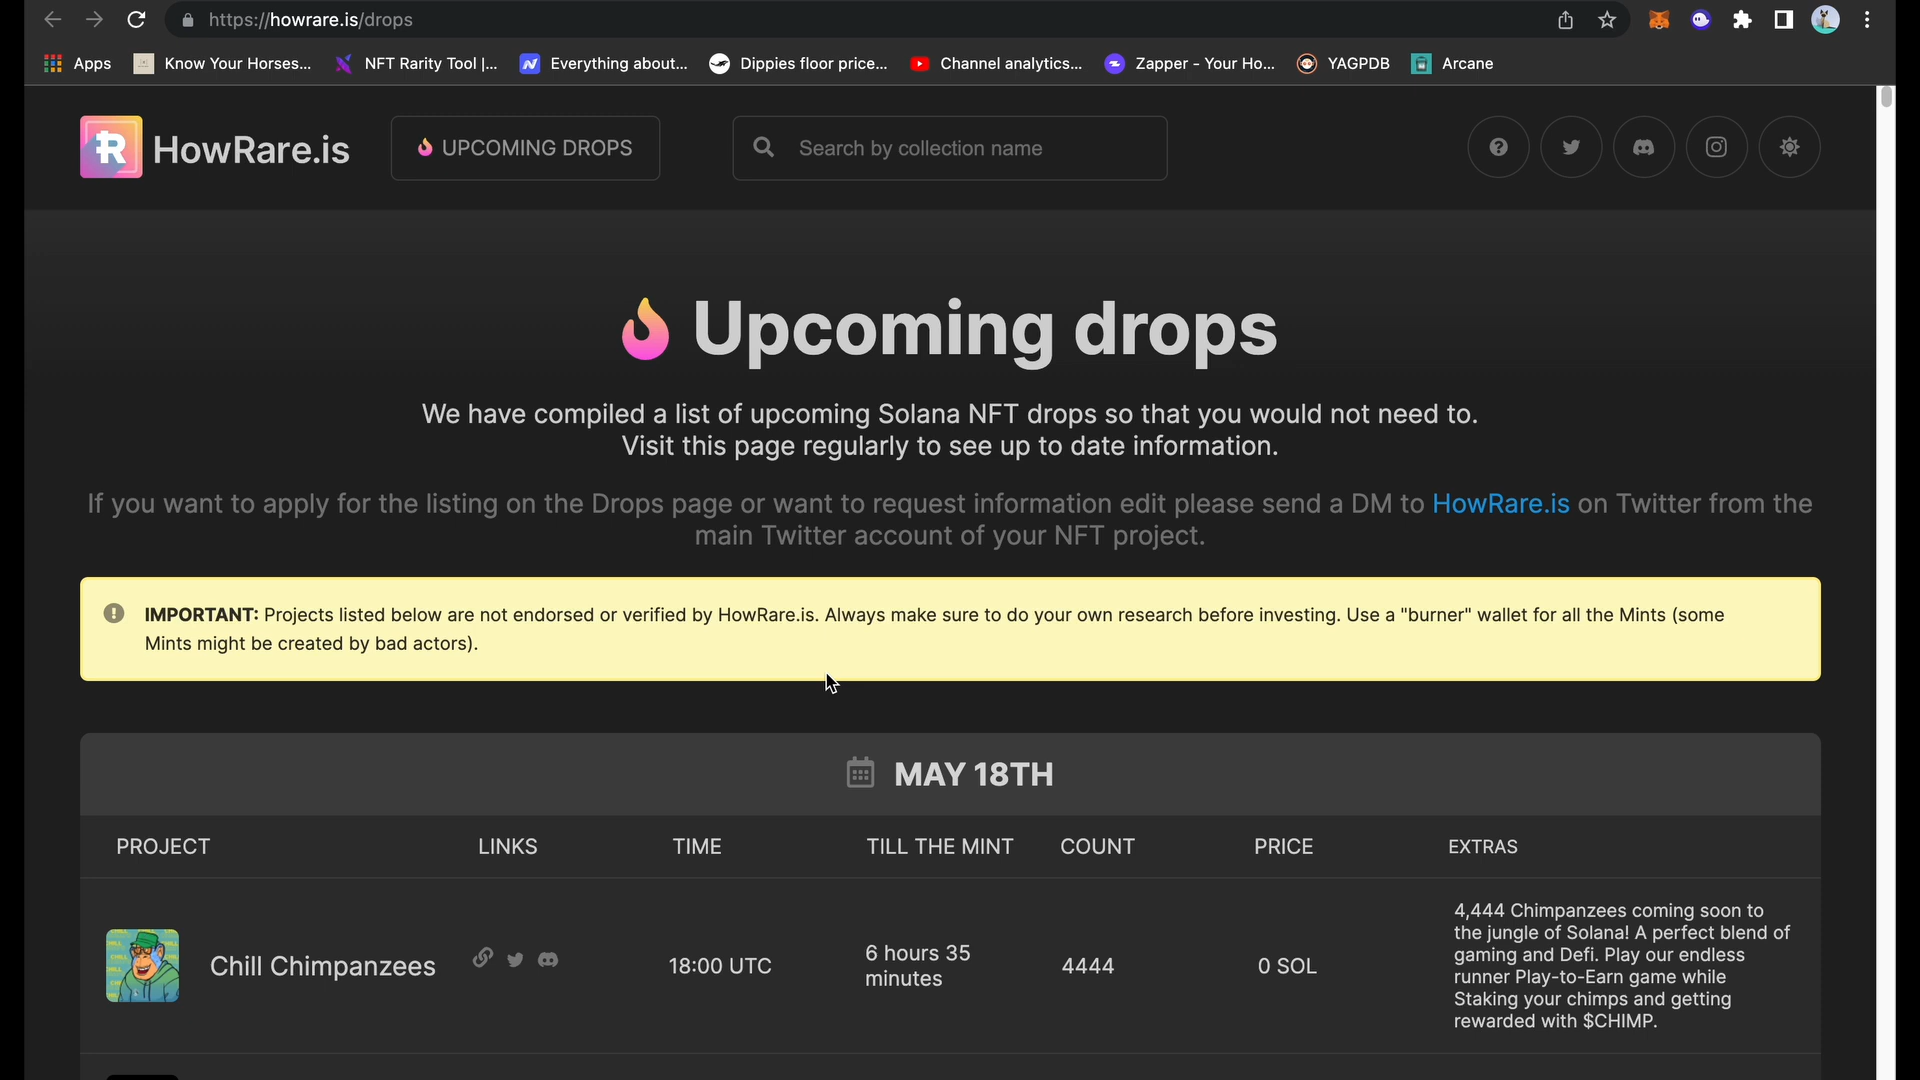 https://howrare.is/drops
Apps Know Your Horses... NFT Rarity Tool |... Everything about... Dippies floor price... Channel analytics... Zapper - Your Ho... YAGPDB Arcane
HowRare.is UPCOMING DROPS Search by collection name
Upcoming drops
We have compiled a list of upcoming Solana NFT drops so that you would not need to.
Visit this page regularly to see up to date information.
If you want to apply for the listing on the Drops page or want to request information edit please send a DM to HowRare.is on Twitter from the
main Twitter account of your NFT project.
IMPORTANT: Projects listed below are not endorsed or verified by HowRare.is. Always make sure to do your own research before investing. Use a "burner" wallet for all the Mints (some
Mints might be created by bad actors).
MAY 18TH
PROJECT LINKS TIME TILL THE MINT COUNT PRICE EXTRAS
Chill Chimpanzees 18:00 UTC
6 hours 35
minutes
4444 0 SOL
4,444 Chimpanzees coming soon to
the jungle of Solana! A perfect blend of
gaming and Defi. Play our endless
runner Play-to-Earn game while
Staking your chimps and getting
rewarded with $CHIMP.